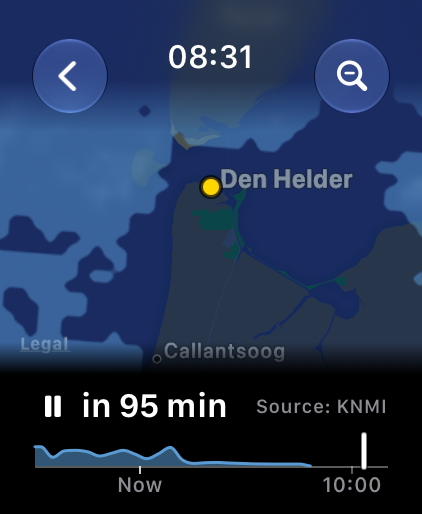 08:31
Den Helder
Legal
Callantsoog
in 95 min
Source: KNMI
Now
10:00